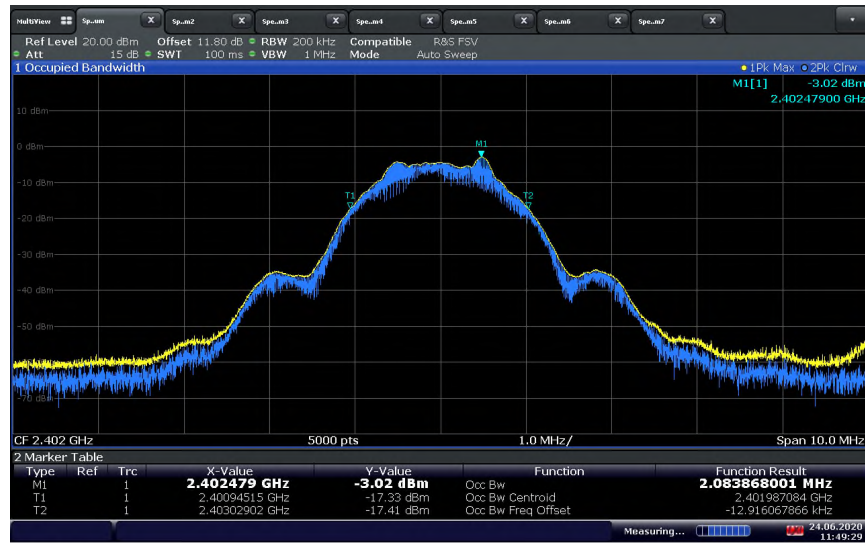 MultiView Sp..um X Sp..m2 X Spe..m3 X Spe..m4 X Spe..m5 X Spe..m6 X Spe..m7 X
Ref Level 20.00 dBm Offset 11.80 dB RBW 200 kHz Compatible R&S FSV
Att 15 dB SWT 100 ms VBW 1 MHz Mode Auto Sweep
1 Occupied Bandwidth 1Pk Max 2Pk Clrw
M1[1] -3.02 dBm
2.40247900 GHz
10 dBm
0 dBm
M1
-10 dBm
T1 T2
-20 dBm
-30 dBm
-40 dBm
-50 dBm
-70 dBm
CF 2.402 GHz 5000 pts 1.0 MHz/ Span 10.0 MHz
2 Marker Table
Type Ref Trc X-Value Y-Value Function Function Result
M1 1 2.402479 GHz -3.02 dBm Occ Bw 2.083868001 MHz
T1 1 2.40094515 GHz -17.33 dBm Occ Bw Centroid 2.401987084 GHz
T2 1 2.40302902 GHz -17.41 dBm Occ Bw Freq Offset -12.916067866 kHz
Measuring... 24.06.2020
11:49:29